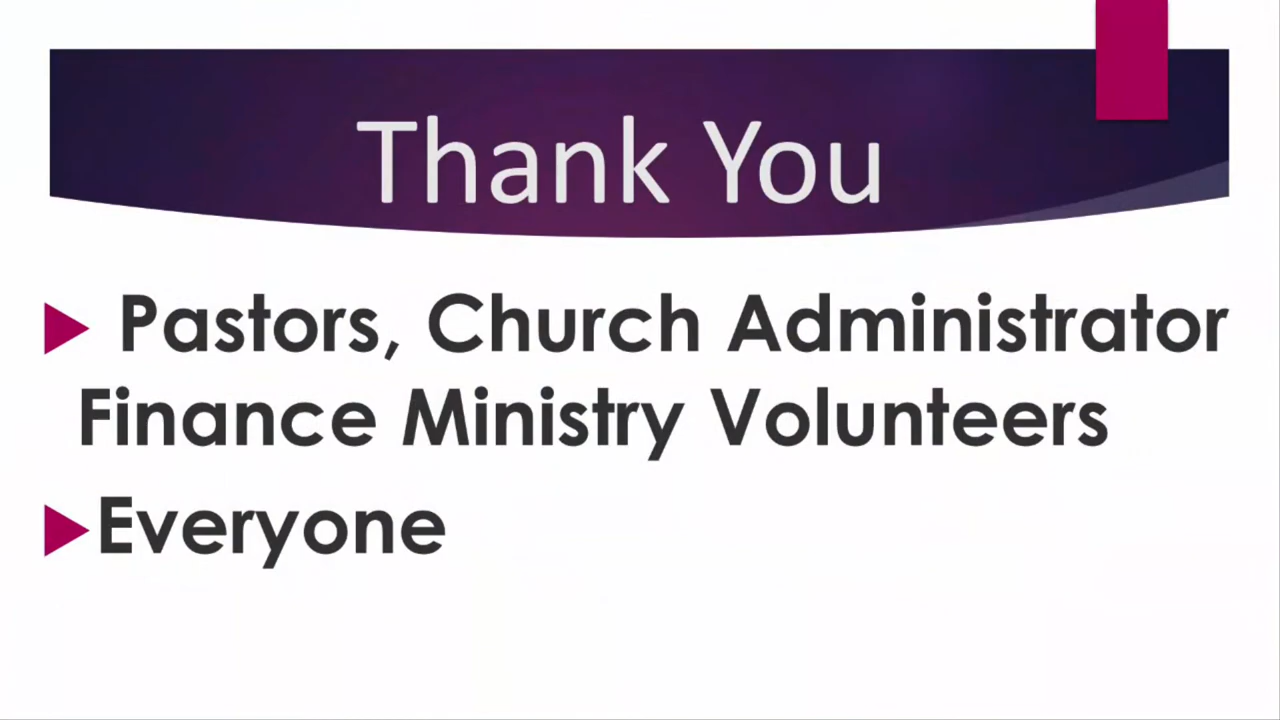 Thank You
Pastors, Church Administrator
Finance Ministry Volunteers
Everyone